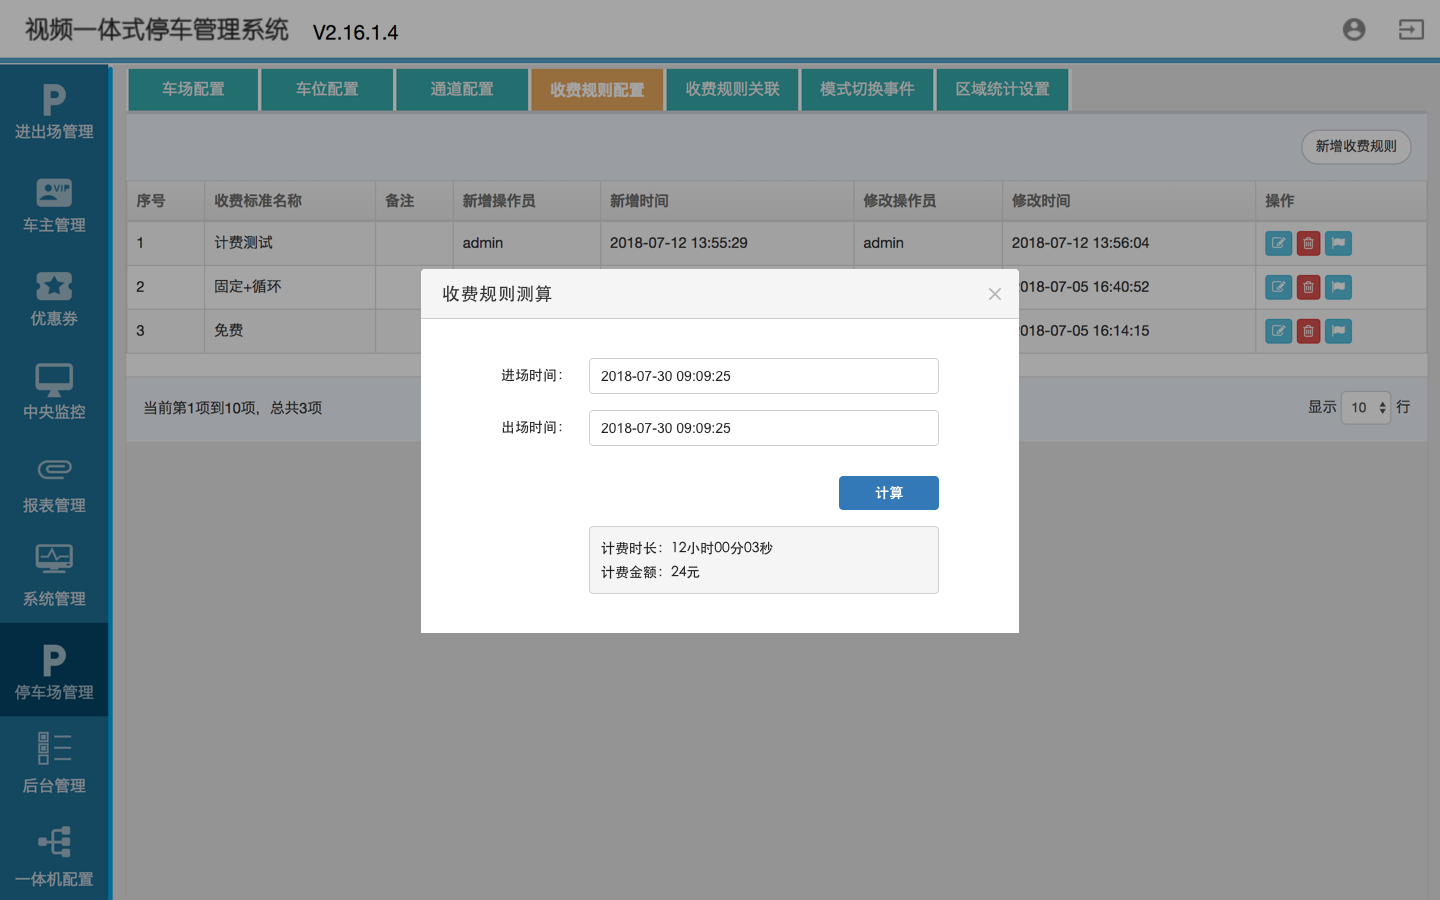 视频一体式停车管理系统 V2.16.1.4
车场配置 车位配置 通道配置 收费规则配置 收费规则关联 模式切换事件 区域统计设置
新增收费规则
序号 收费标准名称 备注 新增操作员 新增时间 修改操作员 修改时间 操作
1 计费测试 admin 2018-07-12 13:55:29 admin 2018-07-12 13:56:04
2 固定+循环 018-07-05 16:40:52
3 免费 018-07-05 16:14:15
当前第1项到10项，总共3项
显示 10 行
P
进出场管理
VIP
车主管理
优惠券
中央监控
报表管理
系统管理
P
停车场管理
后台管理
一体机配置
收费规则测算
进场时间： 2018-07-30 09:09:25
出场时间： 2018-07-30 09:09:25
计算
计费时长：12小时00分03秒
计费金额：24元